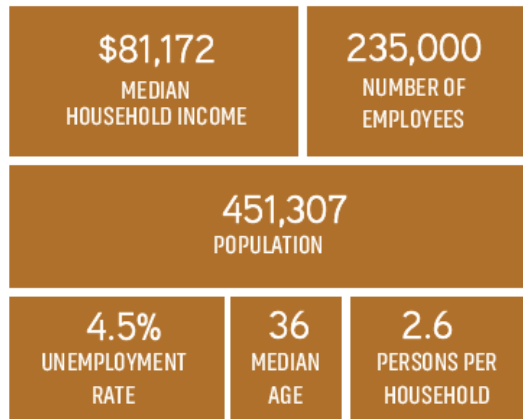 $81,172
MEDIAN
HOUSEHOLD INCOME
235,000
NUMBER OF
EMPLOYEES
451,307
POPULATION
4.5%
UNEMPLOYMENT
RATE
36
MEDIAN
AGE
2.6
PERSONS PER
HOUSEHOLD